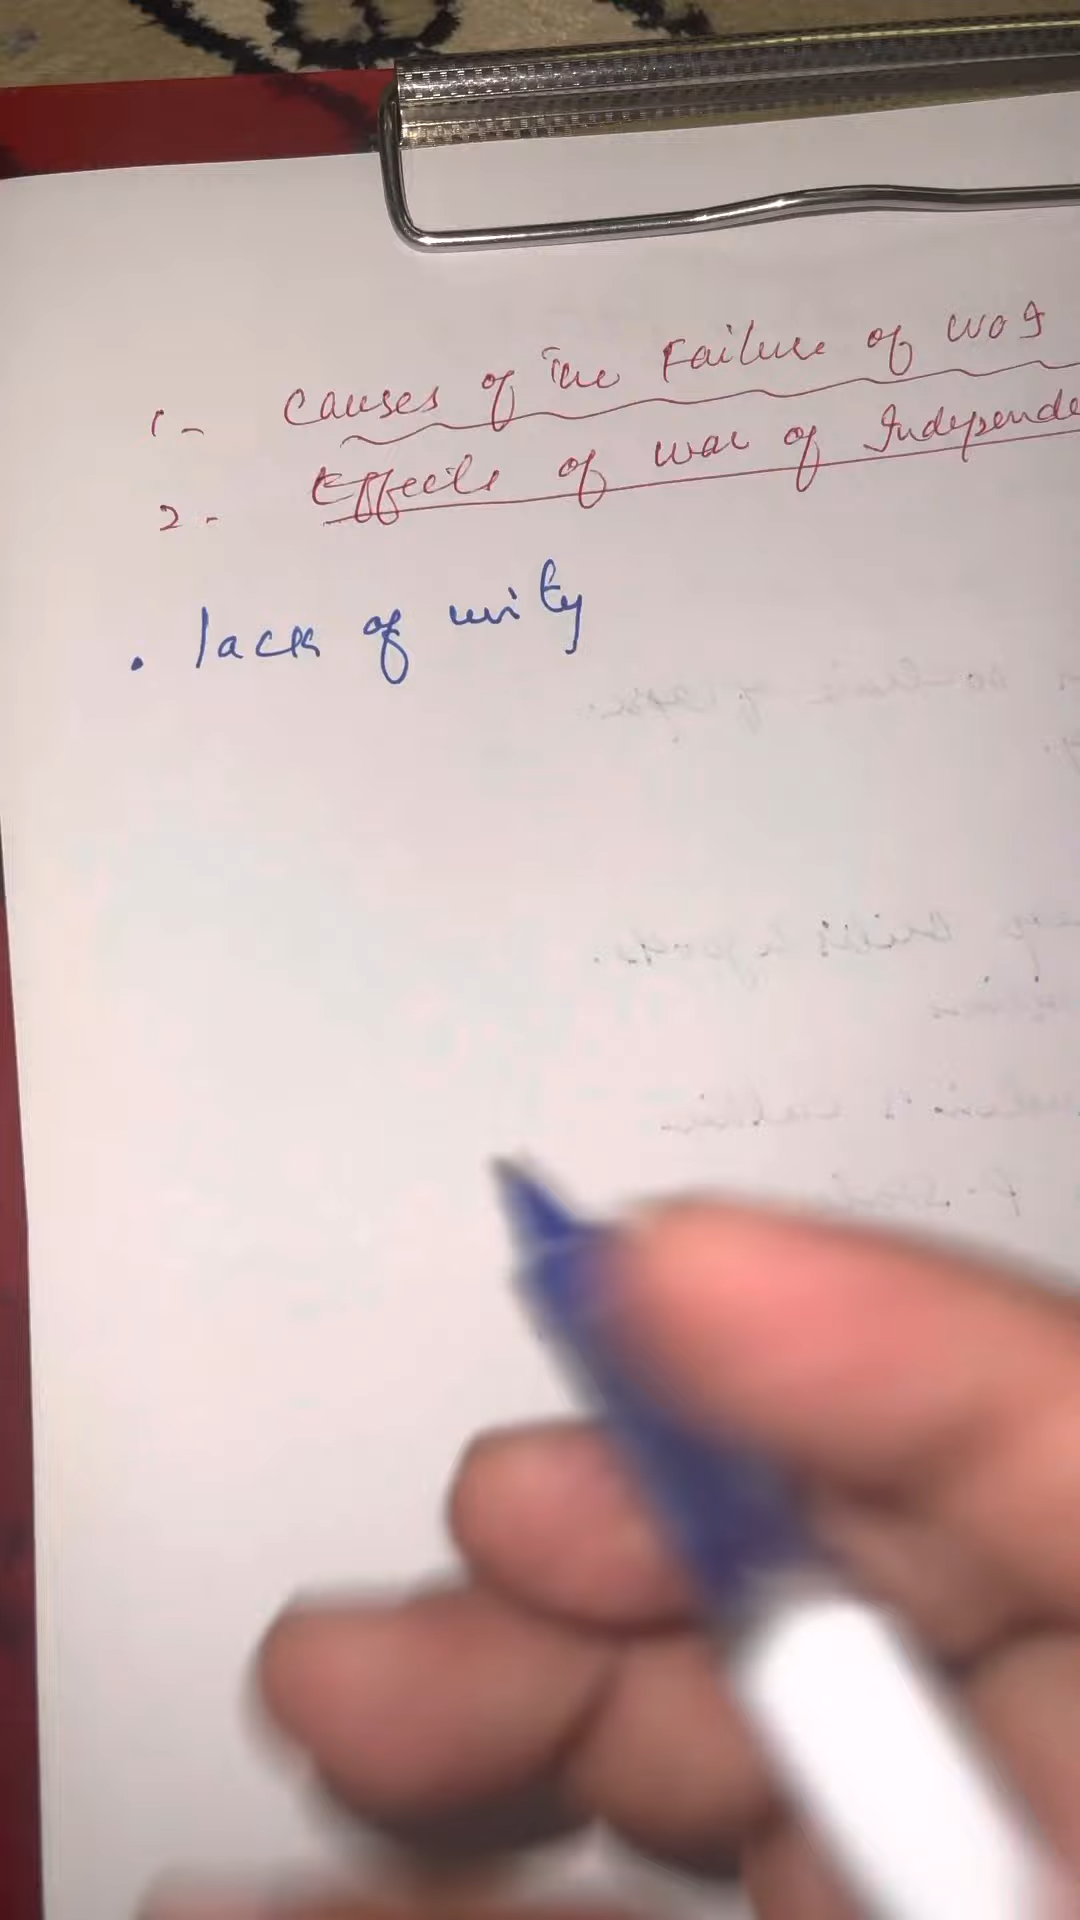 1- Causes of the Failure of WOI
2- Effects of war of Independe
• lack of unity